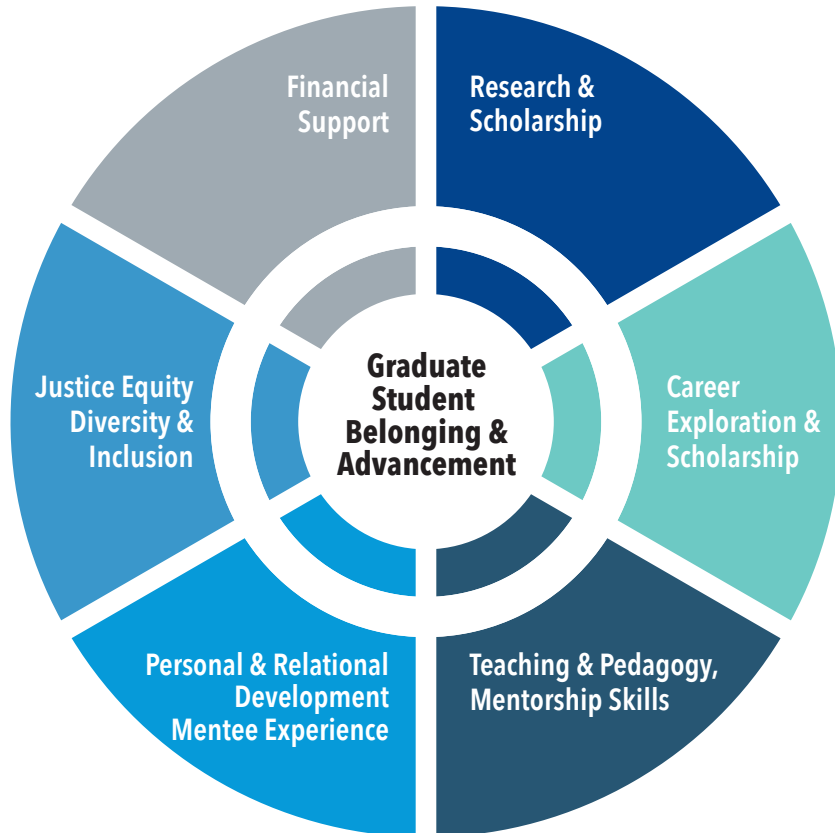 Financial
Support
Research &
Scholarship
Justice Equity
Diversity &
Inclusion
Graduate
Student
Belonging &
Advancement
Career
Exploration &
Scholarship
Personal & Relational
Development
Mentee Experience
Teaching & Pedagogy,
Mentorship Skills